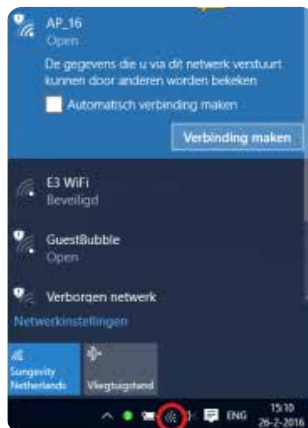 AP_16
Open
De gegevens die u via dit netwerk verstuurt
kunnen door anderen worden bekeken
Automatisch verbinding maken
Verbinding maken
E3 WiFi
Beveiligd
GuestBubble
Open
Verborgen netwerk
Netwerkinstellingen
Sungevity
Netherlands
Vliegtuigstand
ENG
15:10
26-2-2016